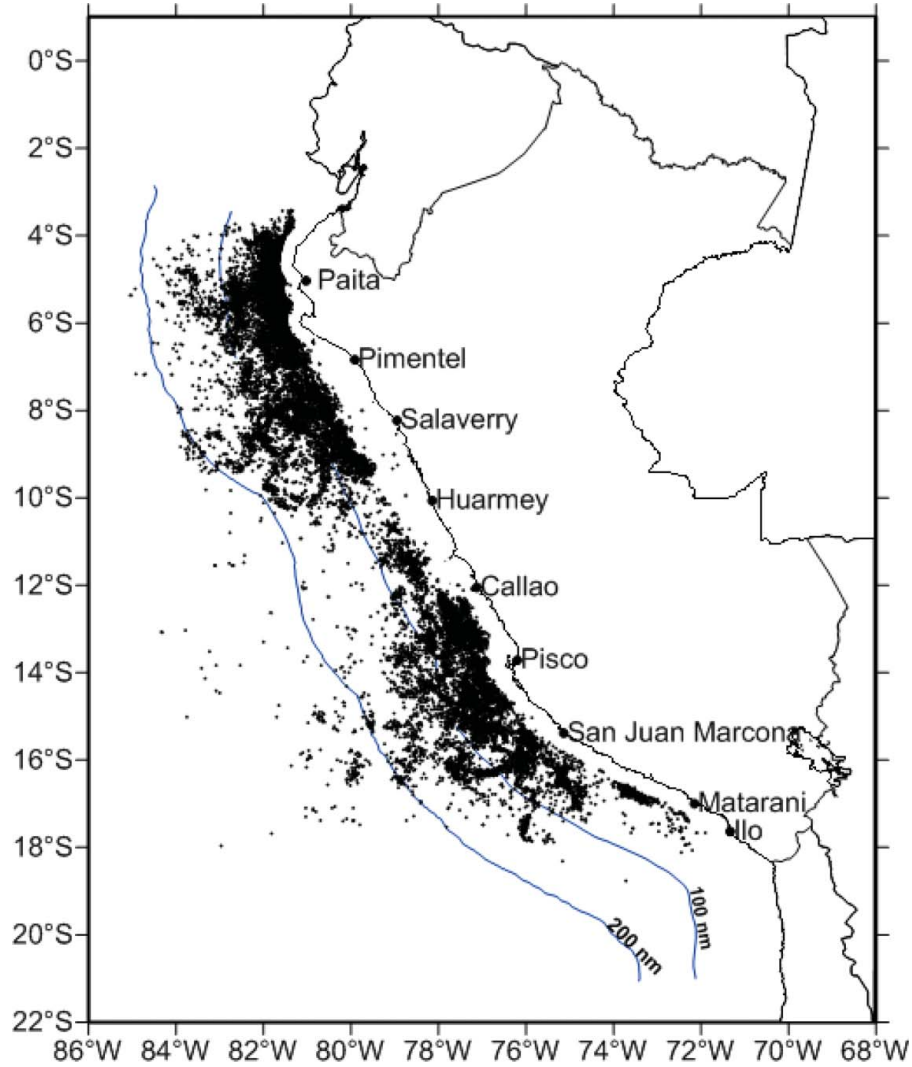 0°S
2°S
4°S
6°S
8°S
10°S
12°S
14°S
16°S
18°S
20°S
22°S
Paita
Pimentel
Salaverry
Huarmey
Callao
Pisco
San Juan Marcona
Matarani
Ilo
100 nm
200 nm
86°W 84°W 82°W 80°W 78°W 76°W 74°W 72°W 70°W 68°W